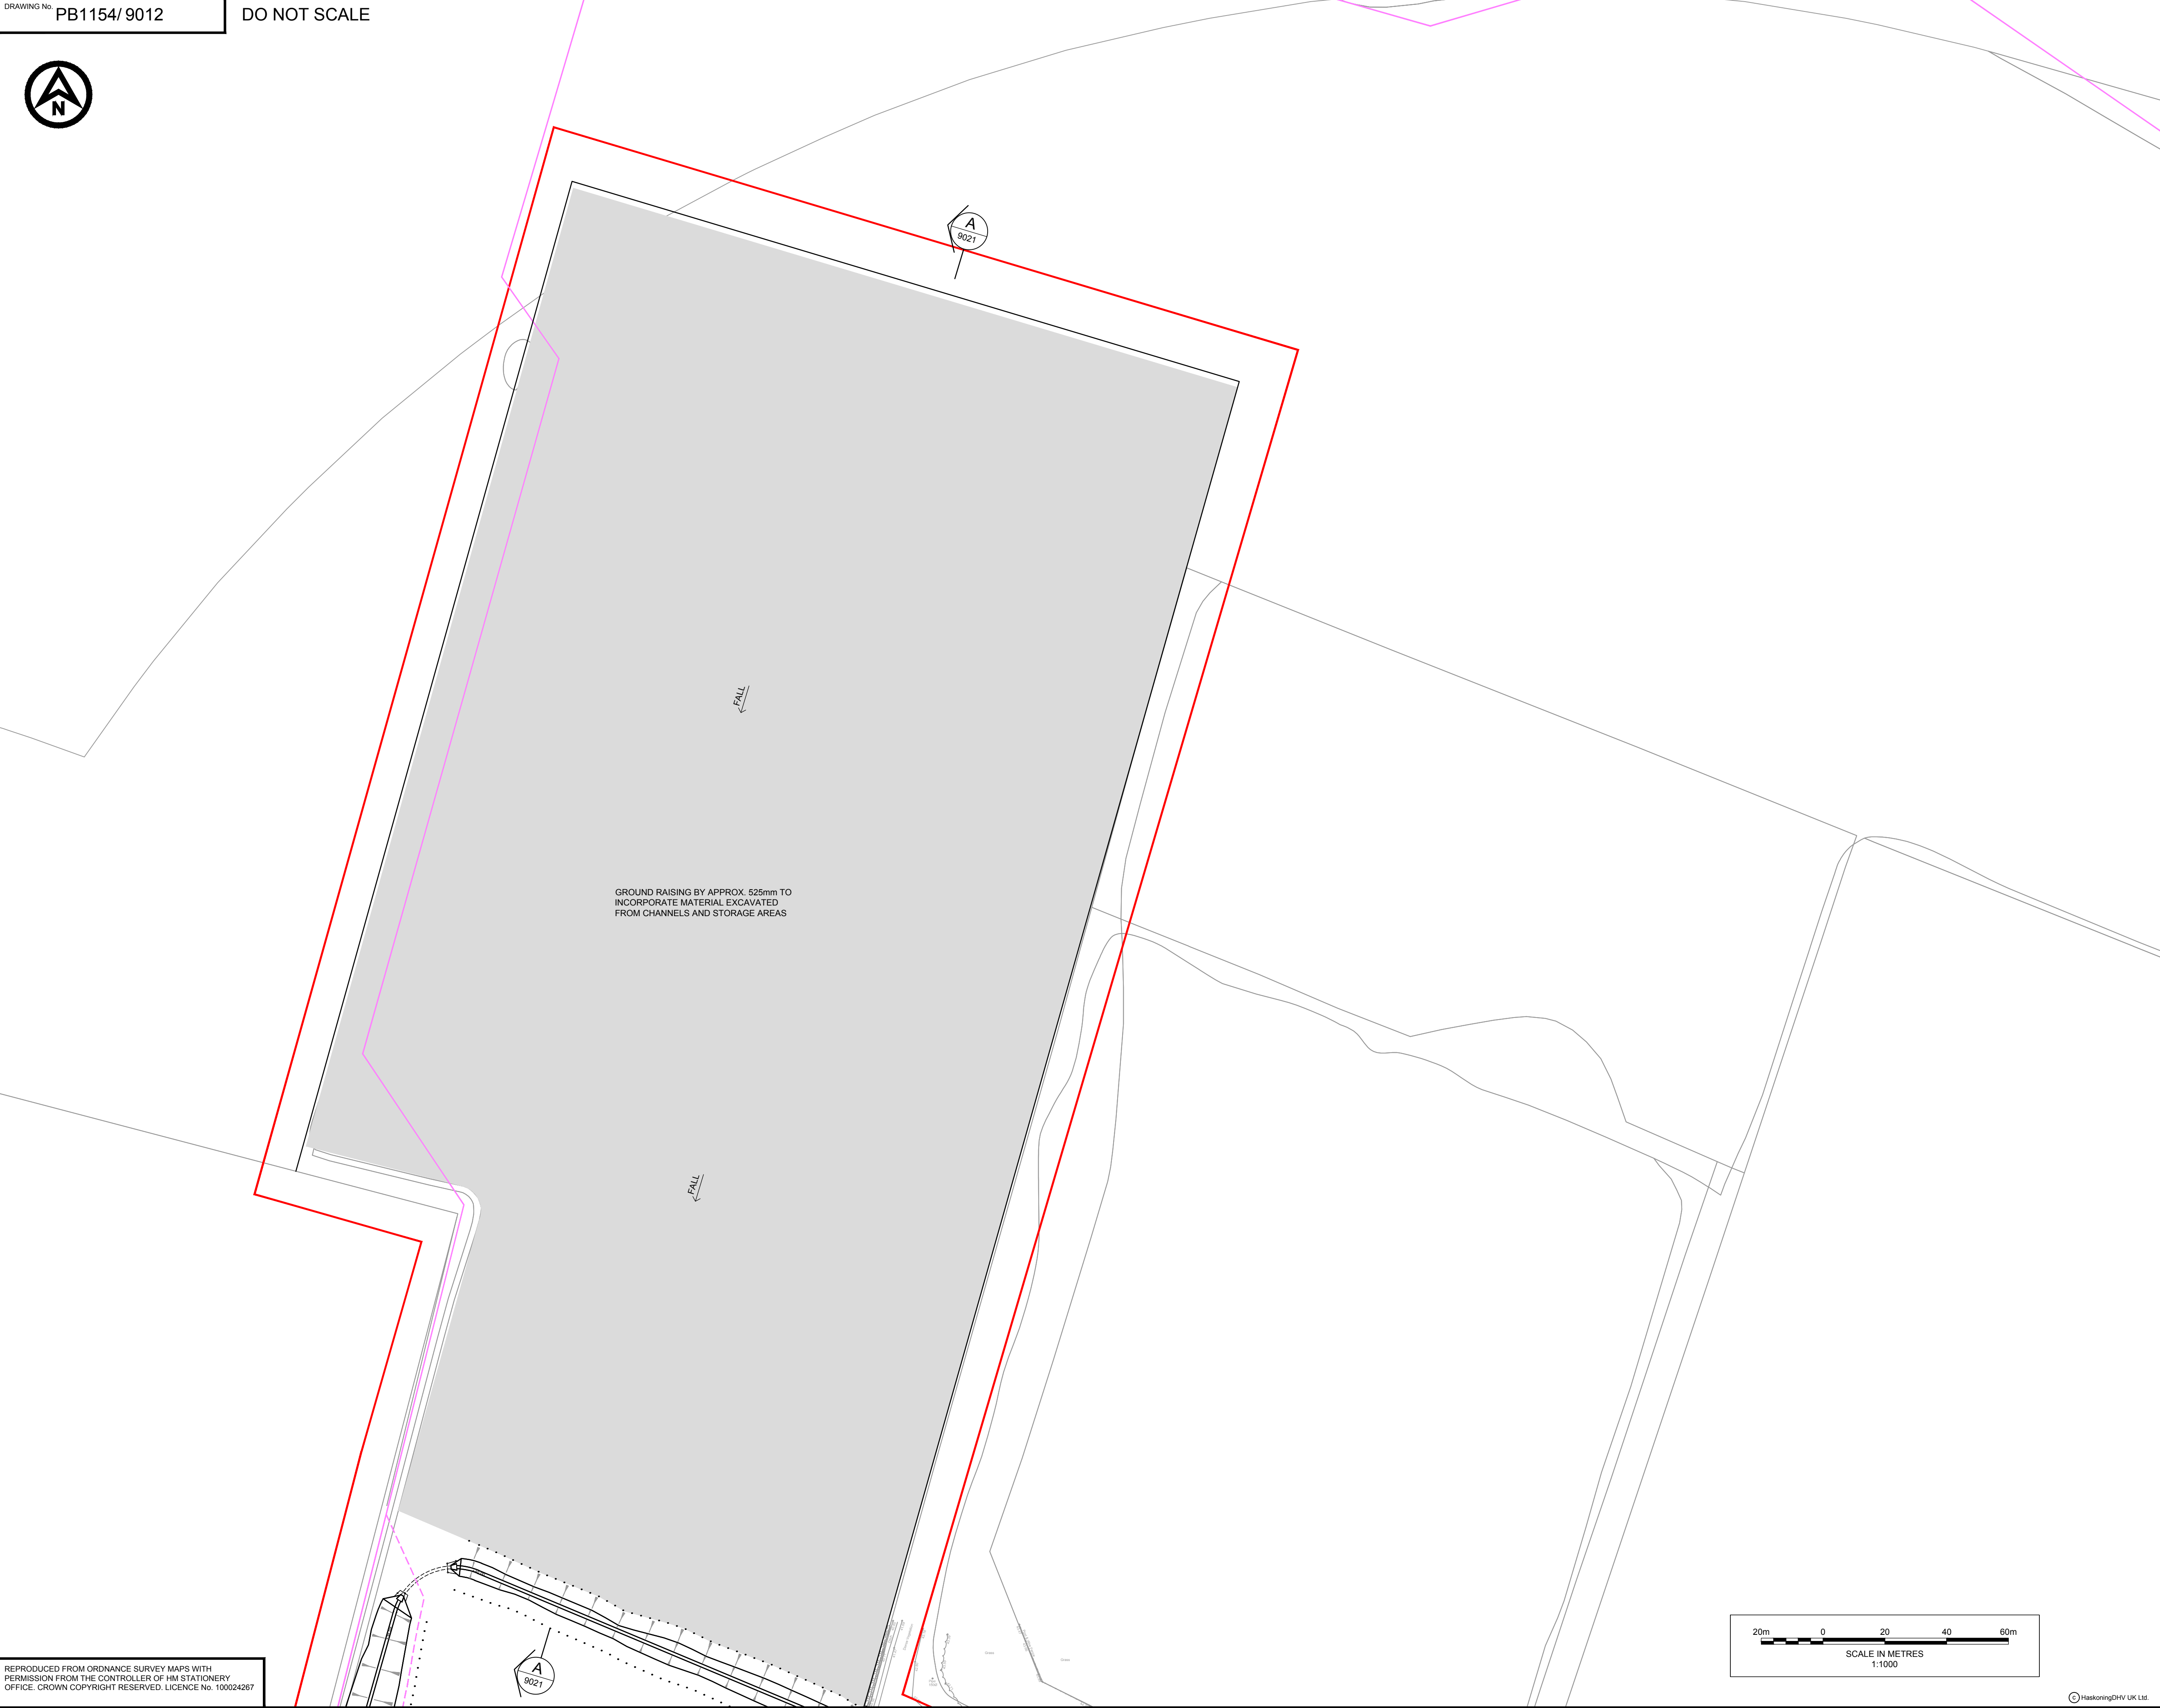 DRAWING No. PB1154/ 9012
DO NOT SCALE
N
A
9021
FALL
GROUND RAISING BY APPROX. 525mm TO
INCORPORATE MATERIAL EXCAVATED
FROM CHANNELS AND STORAGE AREAS
FALL
A
9021
20m 0 20 40 60m
SCALE IN METRES
1:1000
REPRODUCED FROM ORDNANCE SURVEY MAPS WITH
PERMISSION FROM THE CONTROLLER OF HM STATIONERY
OFFICE. CROWN COPYRIGHT RESERVED. LICENCE No. 100024267
c HaskoningDHV UK Ltd.